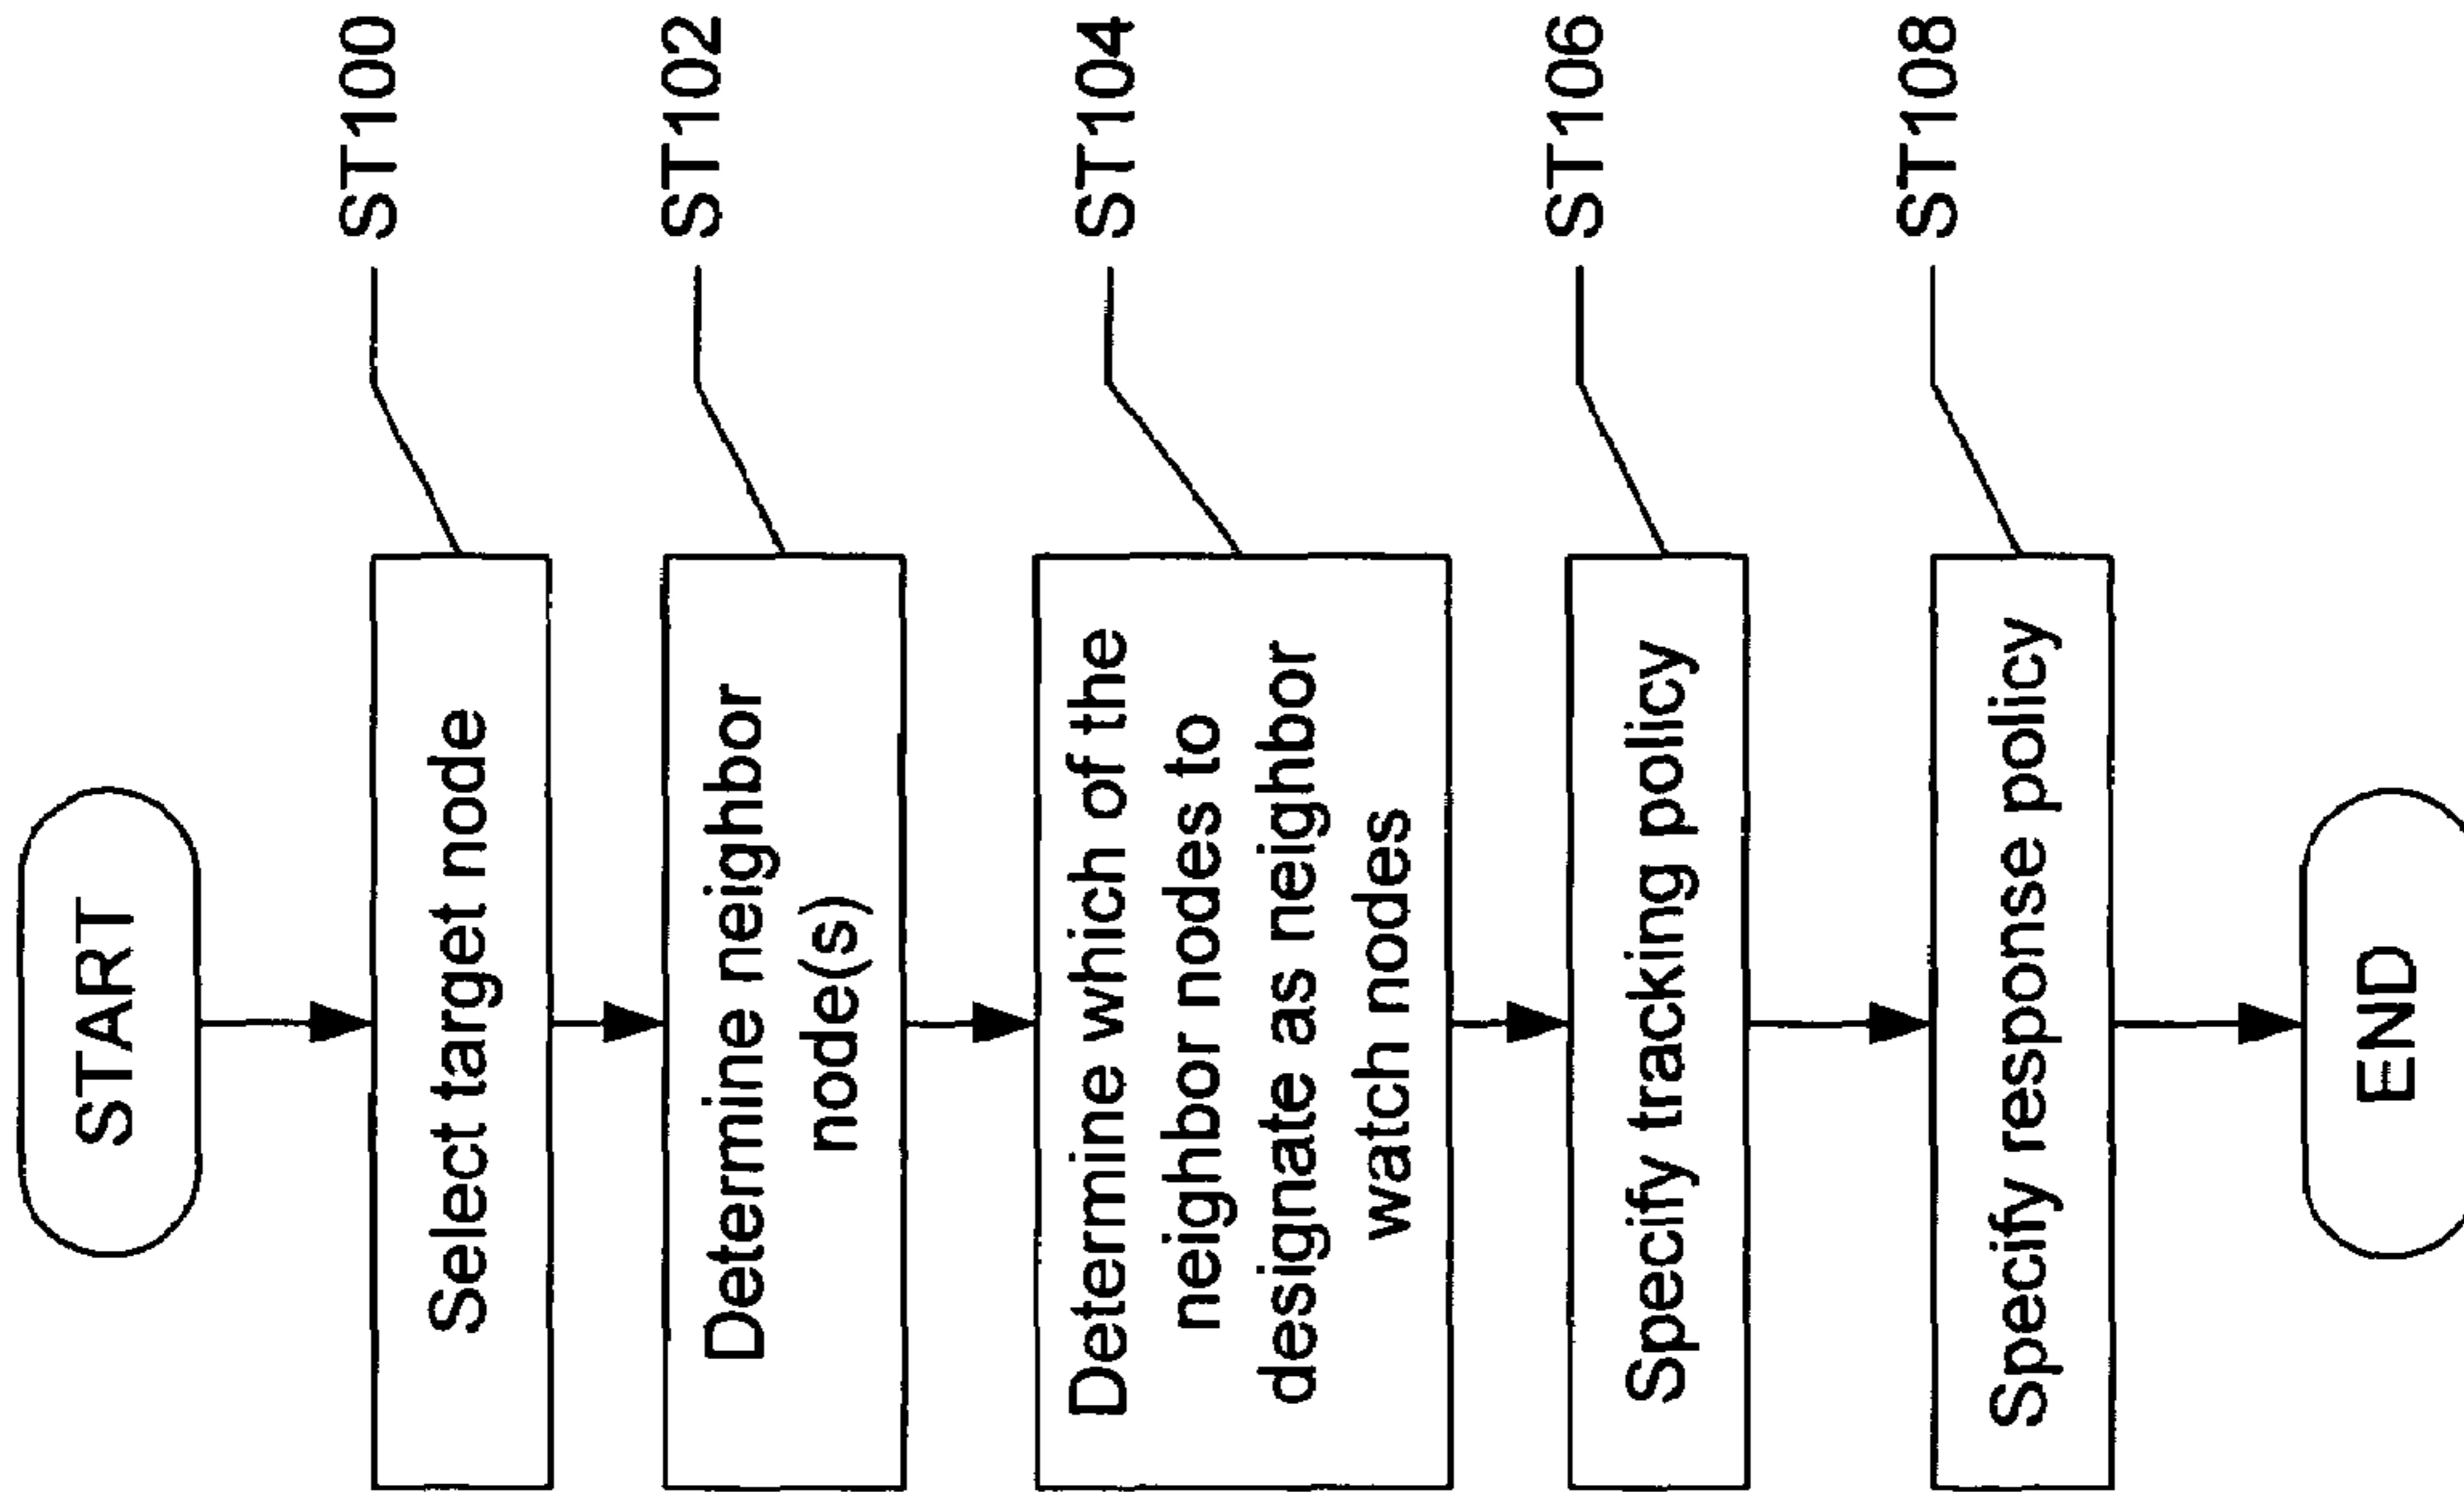 START
Select target node
ST100
Determine neighbor
node(s)
ST102
Determine which of the
neighbor nodes to
designate as neighbor
watch nodes
ST104
Specify tracking policy
ST106
Specify response policy
ST108
END